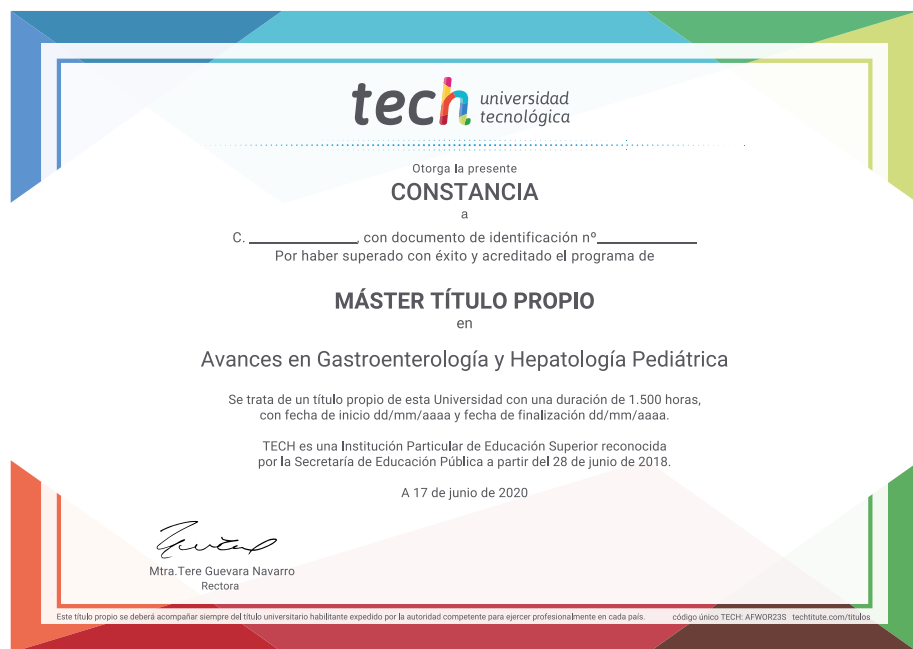 tech universidad
tecnológica
Otorga la presente
CONSTANCIA
a
C. ____________, con documento de identificación nº____________
Por haber superado con éxito y acreditado el programa de
MÁSTER TÍTULO PROPIO
en
Avances en Gastroenterología y Hepatología Pediátrica
Se trata de un título propio de esta Universidad con una duración de 1.500 horas,
con fecha de inicio dd/mm/aaaa y fecha de finalización dd/mm/aaaa.
TECH es una Institución Particular de Educación Superior reconocida
por la Secretaría de Educación Pública a partir del 28 de junio de 2018.
A 17 de junio de 2020
Mtra.Tere Guevara Navarro
Rectora
Este título propio se deberá acompañar siempre del título universitario habilitante expedido por la autoridad competente para ejercer profesionalmente en cada país. código único TECH: AFWOR23S techtitute.com/titulos